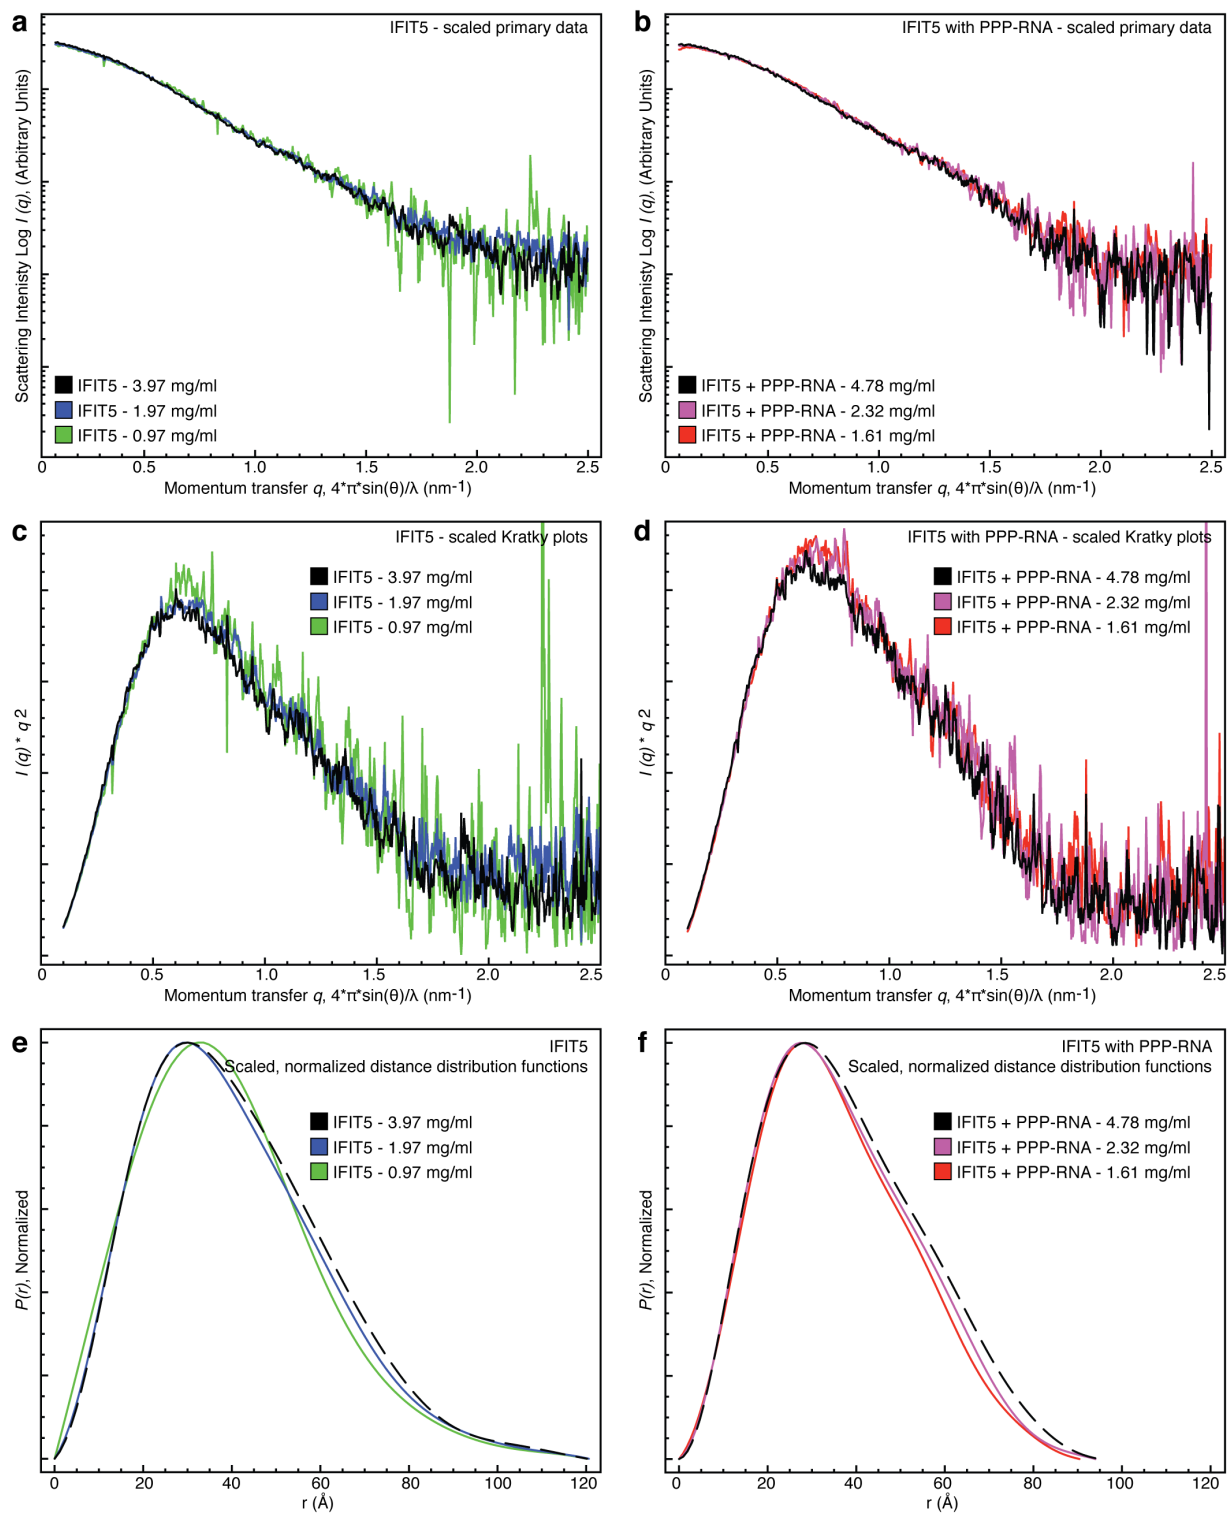 a
IFIT5 - scaled primary data
Scattering Intenisty Log I (q), (Arbitrary Units)
IFIT5 - 3.97 mg/ml
IFIT5 - 1.97 mg/ml
IFIT5 - 0.97 mg/ml
0 0.5 1.0 1.5 2.0 2.5
Momentum transfer q, 4*π*sin(θ)/λ (nm-1)
b
IFIT5 with PPP-RNA - scaled primary data
Scattering Intenisty Log I (q), (Arbitrary Units)
IFIT5 + PPP-RNA - 4.78 mg/ml
IFIT5 + PPP-RNA - 2.32 mg/ml
IFIT5 + PPP-RNA - 1.61 mg/ml
0 0.5 1.0 1.5 2.0 2.5
Momentum transfer q, 4*π*sin(θ)/λ (nm-1)
c
IFIT5 - scaled Kratky plots
IFIT5 - 3.97 mg/ml
IFIT5 - 1.97 mg/ml
IFIT5 - 0.97 mg/ml
I (q) * q 2
0 0.5 1.0 1.5 2.0 2.5
Momentum transfer q, 4*π*sin(θ)/λ (nm-1)
d
IFIT5 with PPP-RNA - scaled Kratky plots
IFIT5 + PPP-RNA - 4.78 mg/ml
IFIT5 + PPP-RNA - 2.32 mg/ml
IFIT5 + PPP-RNA - 1.61 mg/ml
I (q) * q 2
0 0.5 1.0 1.5 2.0 2.5
Momentum transfer q, 4*π*sin(θ)/λ (nm-1)
e
IFIT5
Scaled, normalized distance distribution functions
IFIT5 - 3.97 mg/ml
IFIT5 - 1.97 mg/ml
IFIT5 - 0.97 mg/ml
P(r), Normalized
0 20 40 60 80 100 120
r (Å)
f
IFIT5 with PPP-RNA
Scaled, normalized distance distribution functions
IFIT5 + PPP-RNA - 4.78 mg/ml
IFIT5 + PPP-RNA - 2.32 mg/ml
IFIT5 + PPP-RNA - 1.61 mg/ml
P(r), Normalized
0 20 40 60 80 100 120
r (Å)